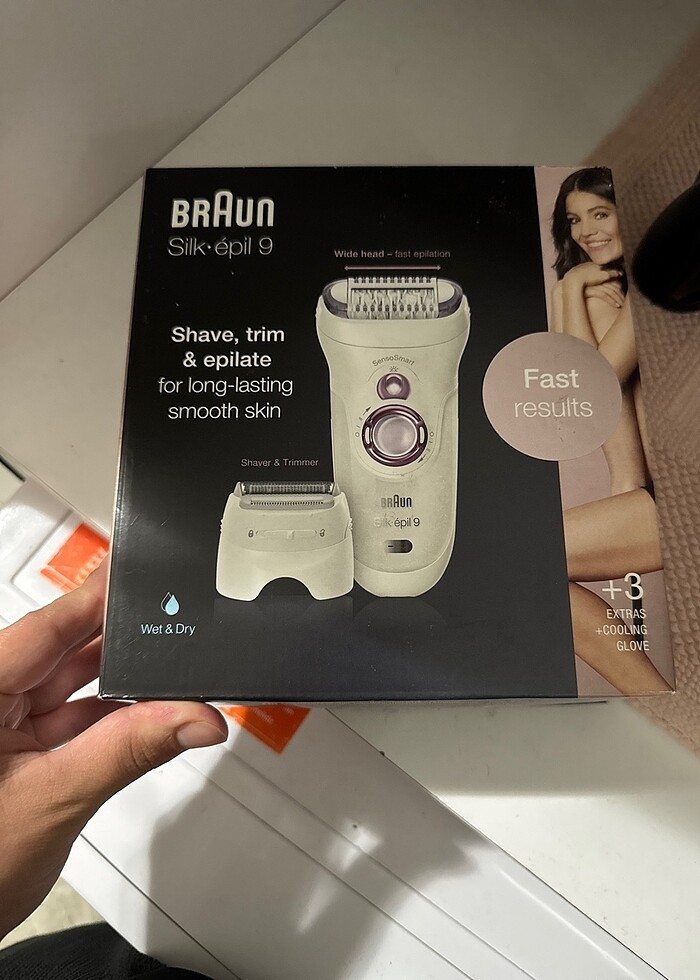 BRAUN
Silk·épil 9
Wide head – fast epilation
Shave, trim
& epilate
for long-lasting
smooth skin
SensoSmart
Fast
results
Shaver & Trimmer
BRAUN
Silk·épil 9
Wet & Dry
+3
EXTRAS
+COOLING
GLOVE